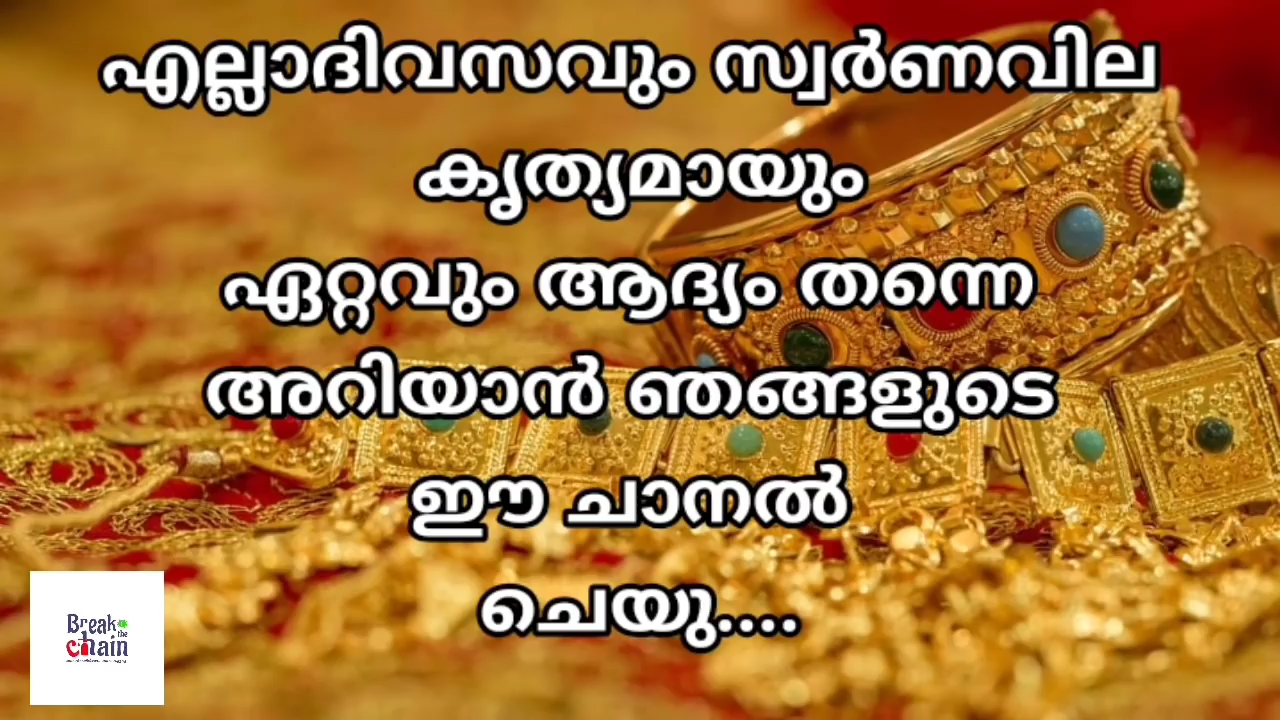 എല്ലാദിവസവും സ്വർണവില
കൃത്യമായും
ഏറ്റവും ആദ്യം തന്നെ
അറിയാൻ ഞങ്ങളുടെ
ഈ ചാനൽ
ചെയു....
Break
the
chain